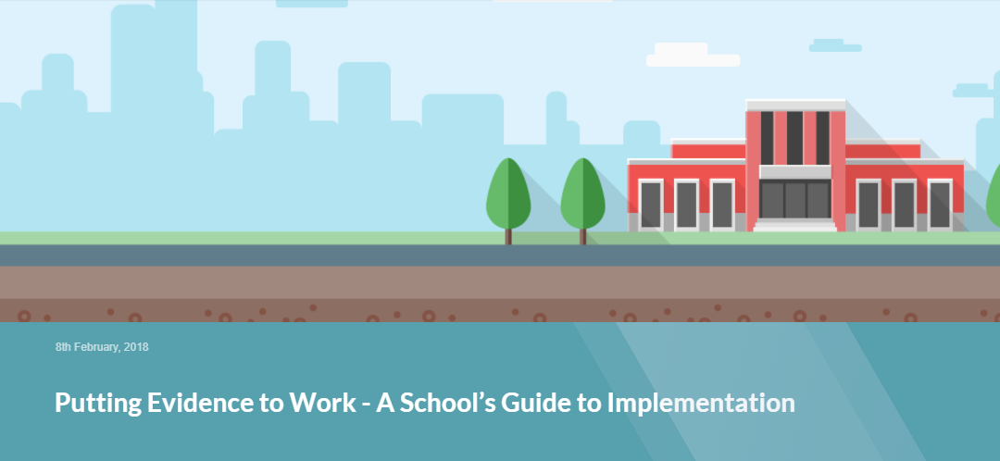 8th February, 2018
Putting Evidence to Work - A School’s Guide to Implementation